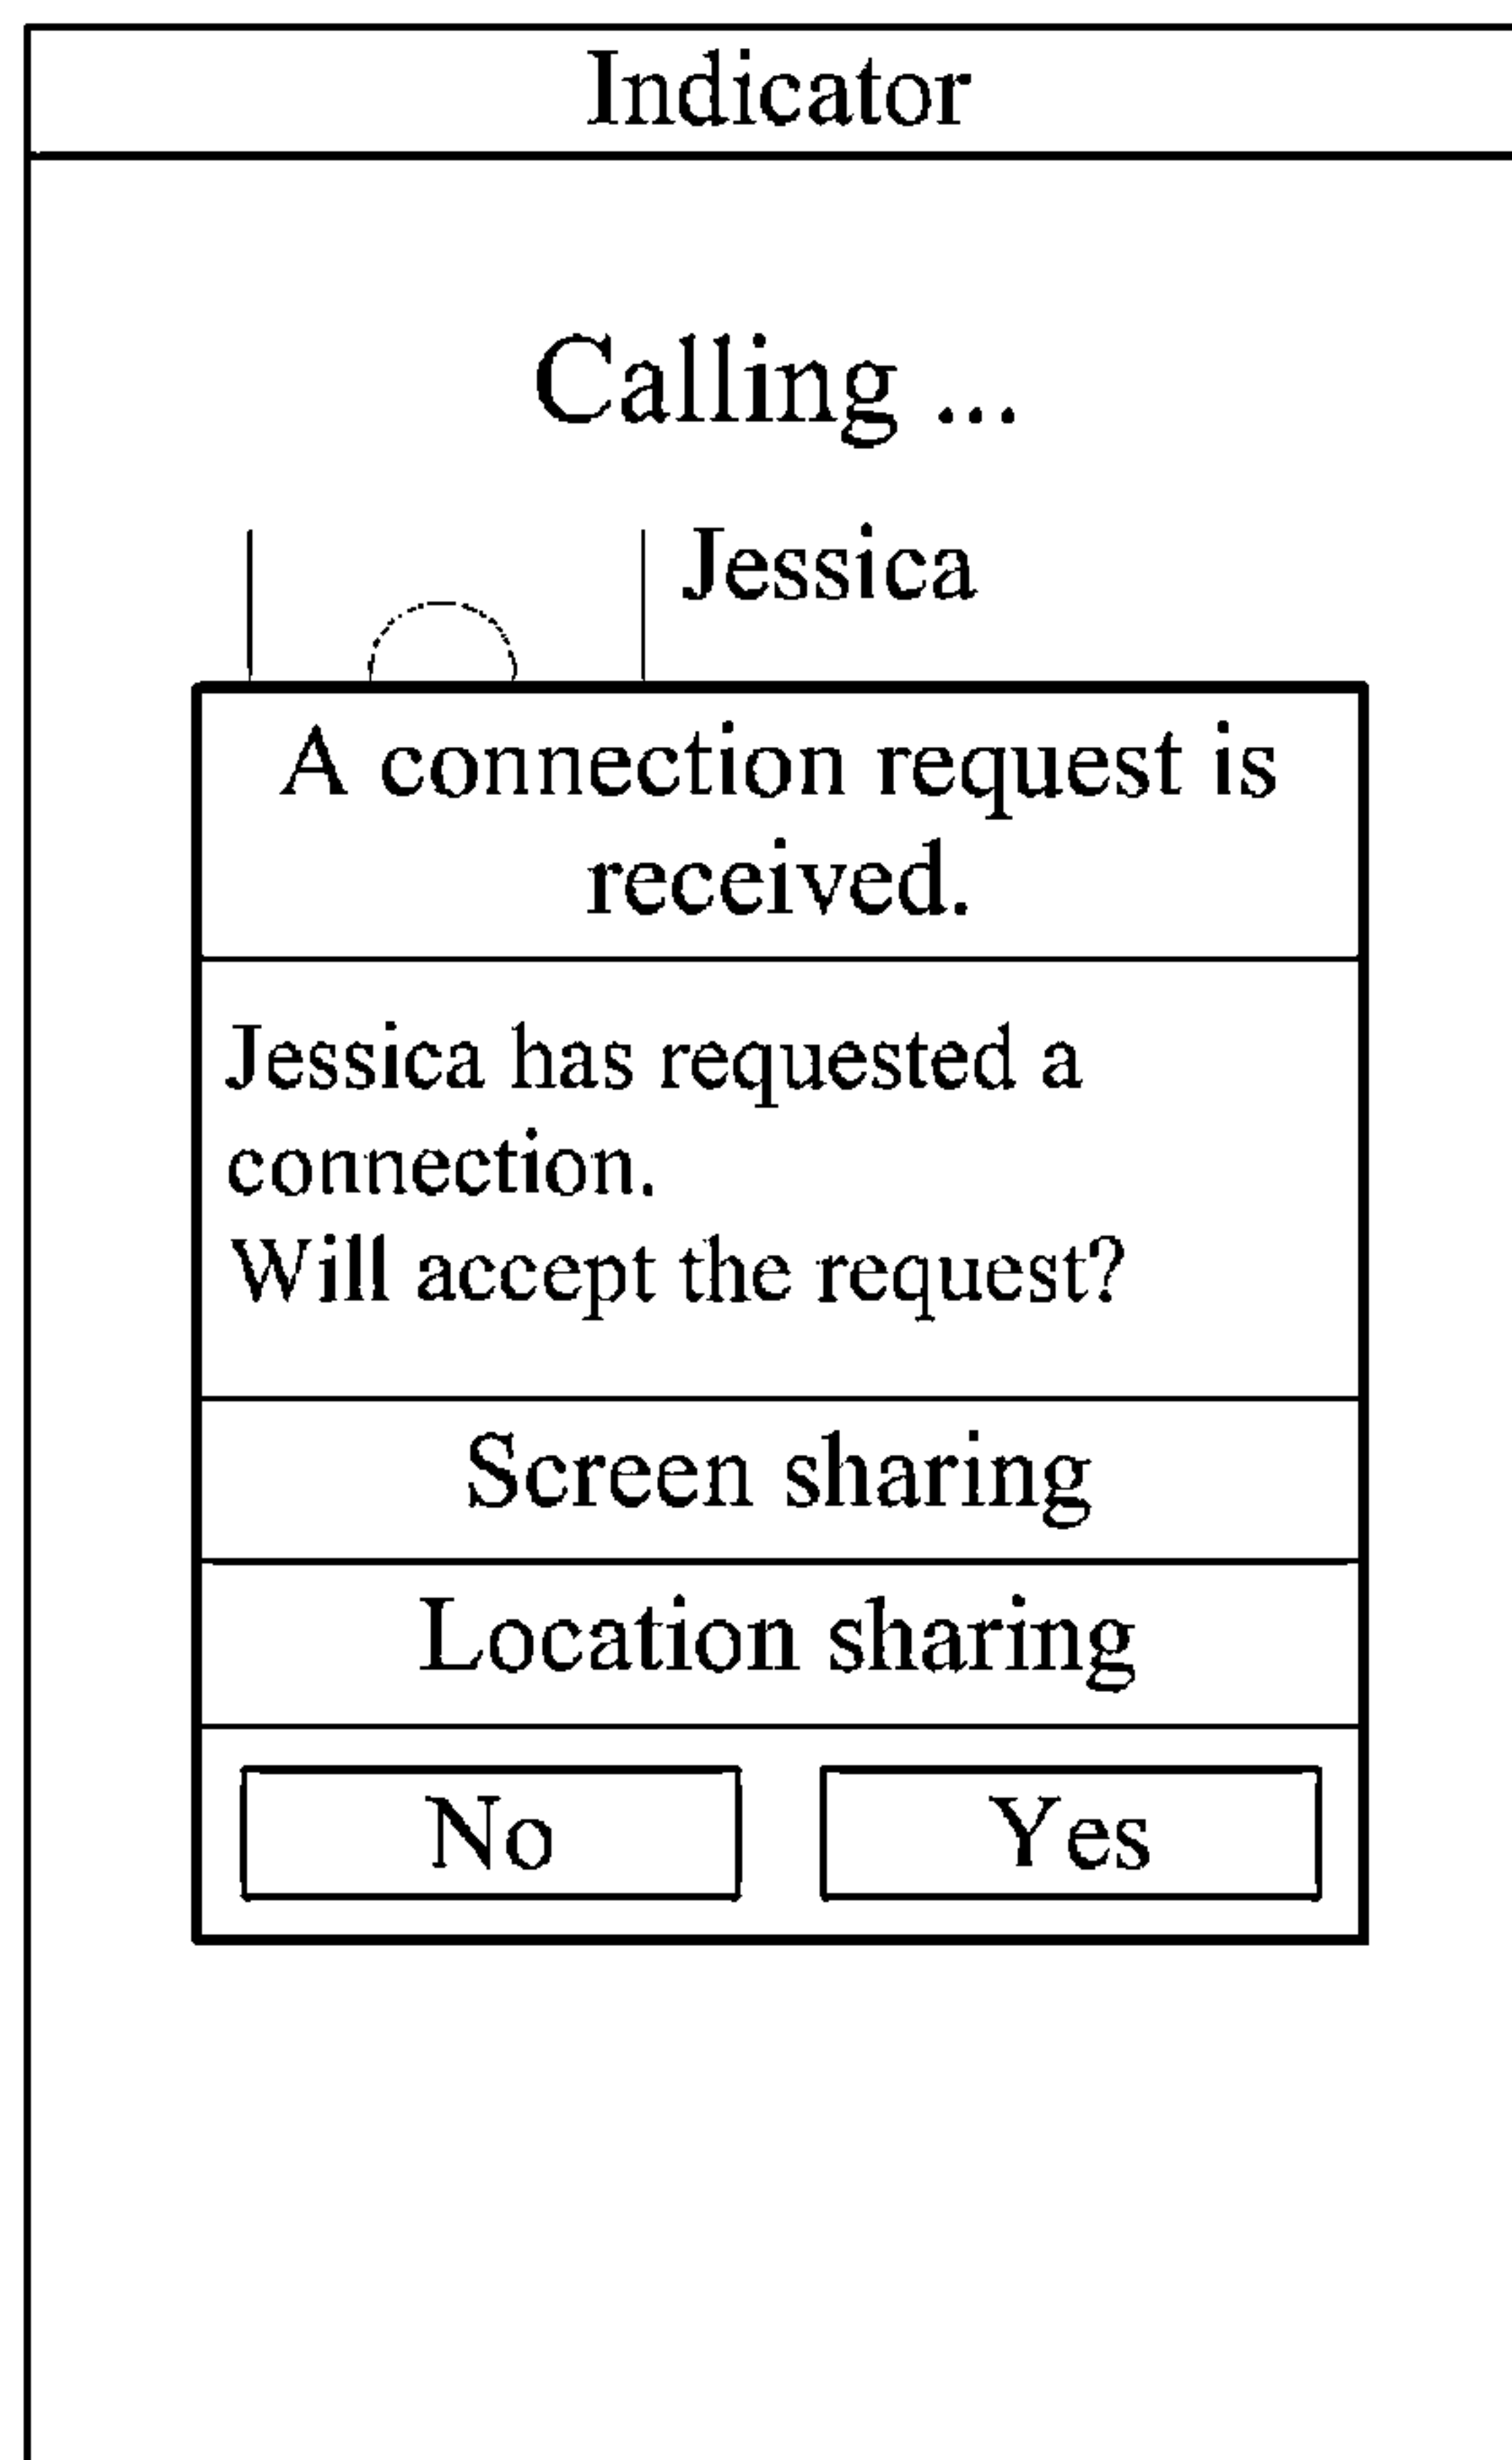 Indicator
Calling ...
Jessica
A connection request is
received.
Jessica has requested a
connection.
Will accept the request?
Screen sharing
Location sharing
No Yes